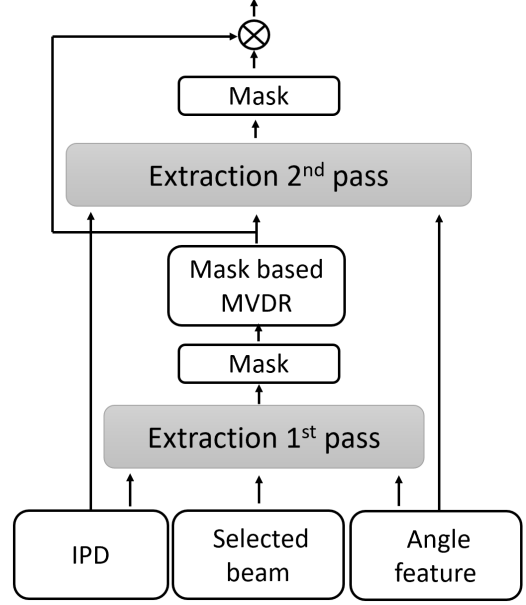 Mask
Extraction 2nd pass
Mask based
MVDR
Mask
Extraction 1st pass
IPD
Selected
beam
Angle
feature